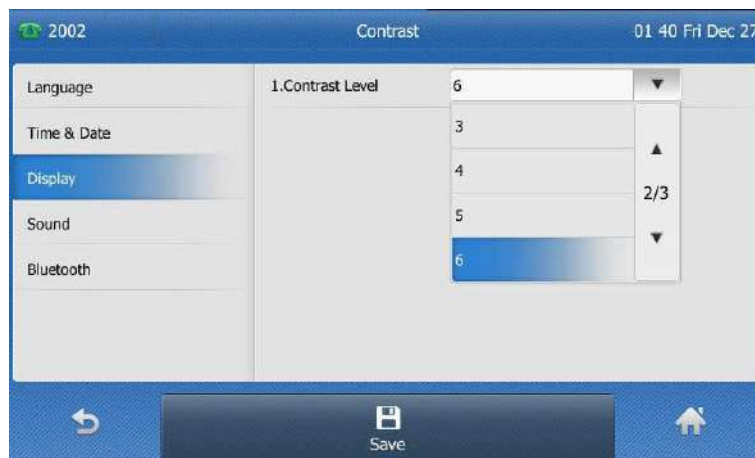 2002 Contrast 01 40 Fri Dec 27
Language
1.Contrast Level 6
Time & Date
3
Display
4
2/3
Sound
5
Bluetooth
6
Save